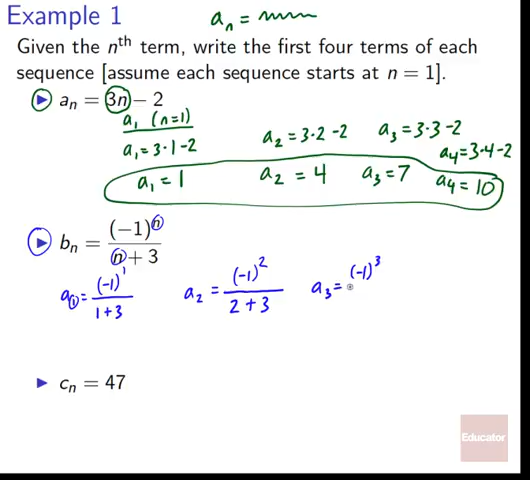 Example 1 aₙ =
Given the nᵗʰ term, write the first four terms of each
sequence [assume each sequence starts at n = 1].
▶ aₙ = 3n − 2
a₁ (n=1)
a₁ = 3·1 − 2 a₂ = 3·2 − 2 a₃ = 3·3 − 2 a₄ = 3·4 − 2
a₁ = 1 a₂ = 4 a₃ = 7 a₄ = 10
▶ bₙ = (−1)ⁿ / n + 3
a₁ = (−1)¹ / 1 + 3 a₂ = (−1)² / 2 + 3 a₃ = (−1)³
▶ cₙ = 47
Educator